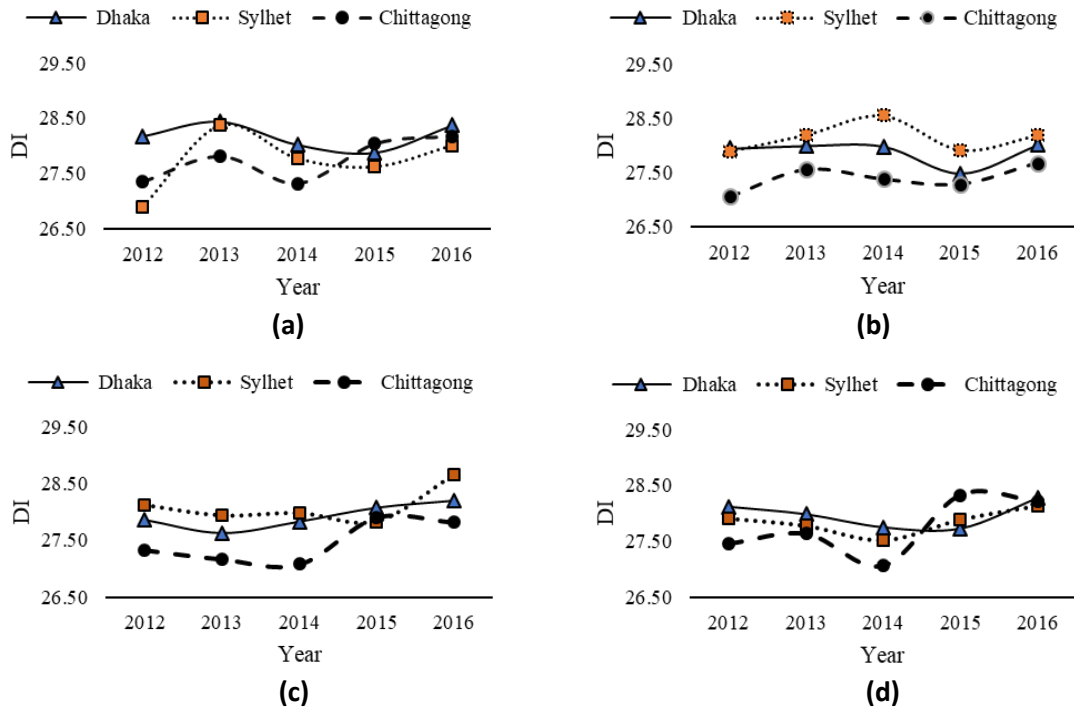 Dhaka Sylhet Chittagong
29.50
28.50
27.50
26.50
DI
2012 2013 2014 2015 2016
Year
(a)
Dhaka Sylhet Chittagong
29.50
28.50
27.50
26.50
DI
2012 2013 2014 2015 2016
Year
(b)
Dhaka Sylhet Chittagong
29.50
28.50
27.50
26.50
DI
2012 2013 2014 2015 2016
Year
(c)
Dhaka Sylhet Chittagong
29.50
28.50
27.50
26.50
DI
2012 2013 2014 2015 2016
Year
(d)